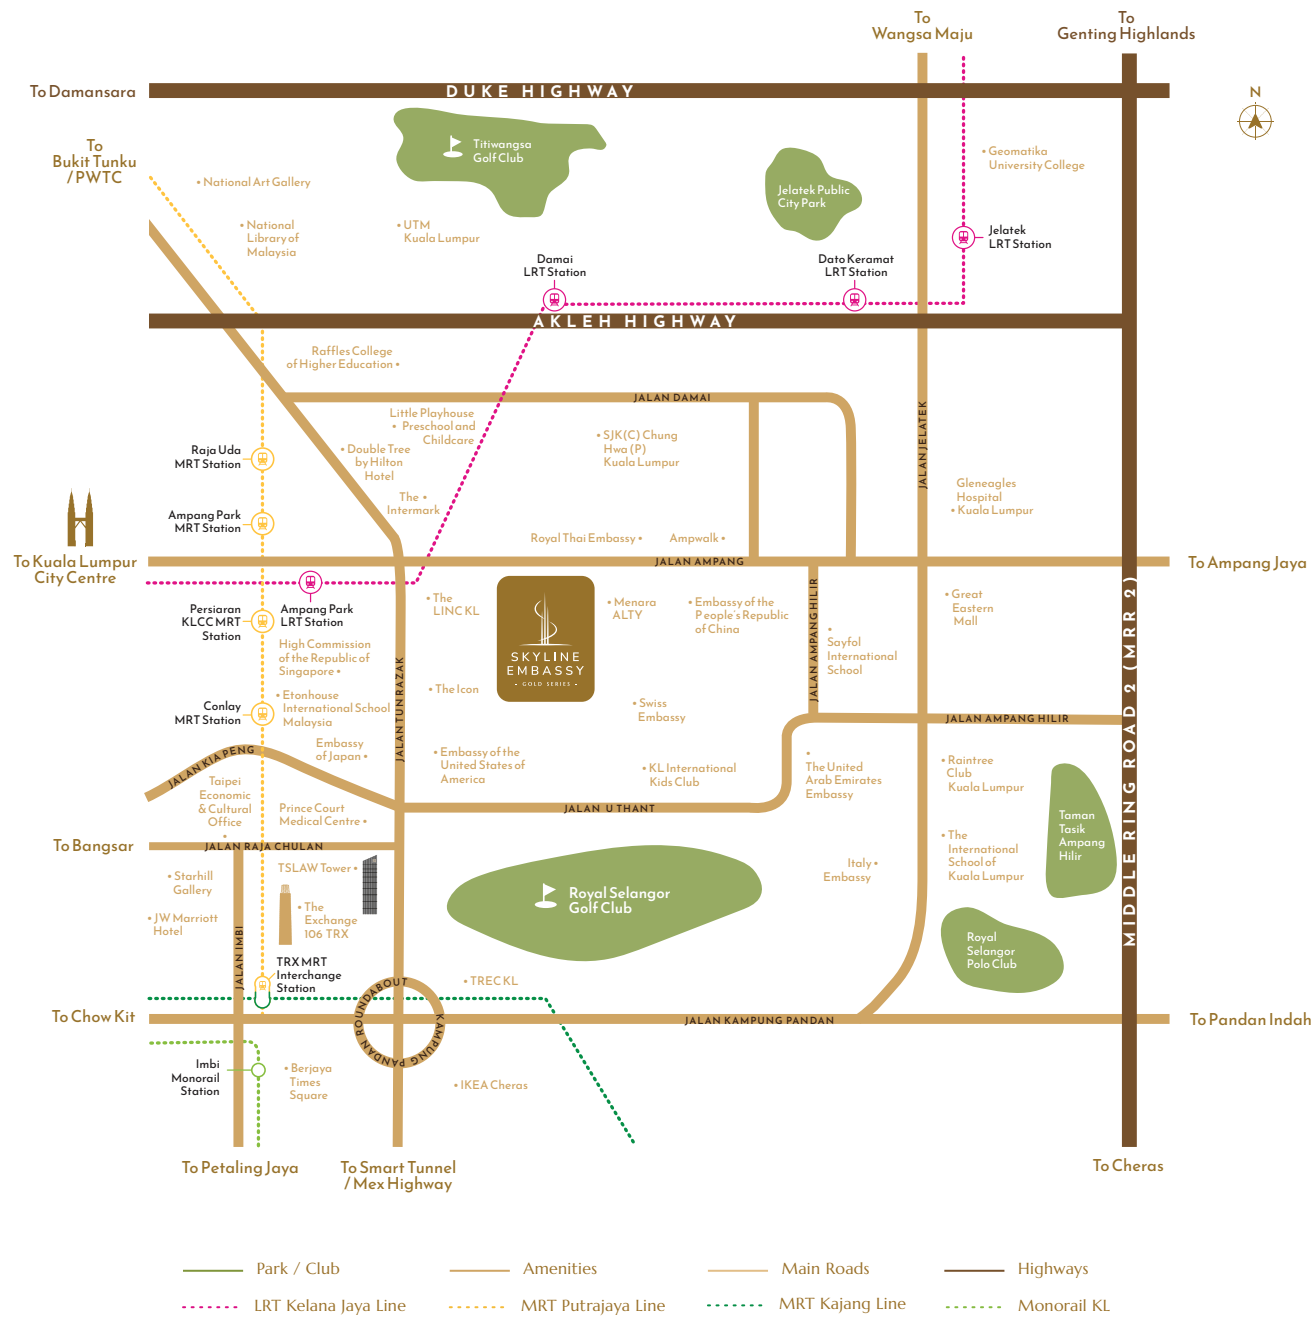 To
Wangsa Maju
To
Genting Highlands
To Damansara
DUKE HIGHWAY
N
To
Bukit Tunku
/ PWTC
Titiwangsa
Golf Club
• Geomatika
University College
• National Art Gallery
Jelatek Public
City Park
• National
Library of
Malaysia
• UTM
Kuala Lumpur
Jelatek
LRT Station
Damai
LRT Station
Dato Keramat
LRT Station
AKLEH HIGHWAY
Raffles College
of Higher Education •
JALAN DAMAI
Little Playhouse
• Preschool and
Childcare
JALAN JELATEK
• SJK(C) Chung
Hwa (P)
Kuala Lumpur
Raja Uda
MRT Station
• Double Tree
by Hilton
Hotel
Gleneagles
Hospital
• Kuala Lumpur
The •
Intermark
Ampang Park
MRT Station
Royal Thai Embassy •
Ampwalk •
To Kuala Lumpur
City Centre
JALAN AMPANG
To Ampang Jaya
Persiaran
KLCC MRT
Station
Ampang Park
LRT Station
• The
LINC KL
SKYLINE
EMBASSY
- GOLD SERIES -
• Menara
ALTY
• Embassy of the
People's Republic
of China
JALAN AMPANG HILIR
• Great
Eastern
Mall
•
Sayfol
International
School
MIDDLE RING ROAD 2 (MRR 2)
High Commission
of the Republic of
Singapore •
JALAN TUN RAZAK
• The Icon
• Etonhouse
International School
Malaysia
Conlay
MRT Station
• Swiss
Embassy
JALAN AMPANG HILIR
JALAN KIA PENG
Embassy
of Japan •
• Embassy of the
United States of
America
• KL International
Kids Club
•
The United
Arab Emirates
Embassy
• Raintree
Club
Kuala Lumpur
Taipei
Economic
& Cultural
Office
•
Prince Court
Medical Centre •
JALAN U THANT
Taman
Tasik
Ampang
Hilir
To Bangsar
JALAN RAJA CHULAN
• The
International
School of
Kuala Lumpur
TSLAW Tower •
Italy •
Embassy
• Starhill
Gallery
Royal Selangor
Golf Club
• JW Marriott
Hotel
• The
Exchange
106 TRX
JALAN IMBI
Royal
Selangor
Polo Club
TRX MRT
Interchange
Station
• TREC KL
KAMPUNG PANDAN ROUNDABOUT
To Chow Kit
JALAN KAMPUNG PANDAN
To Pandan Indah
Imbi
Monorail
Station
• Berjaya
Times
Square
• IKEA Cheras
To Petaling Jaya
To Smart Tunnel
/ Mex Highway
To Cheras
Park / Club
Amenities
Main Roads
Highways
LRT Kelana Jaya Line
MRT Putrajaya Line
MRT Kajang Line
Monorail KL